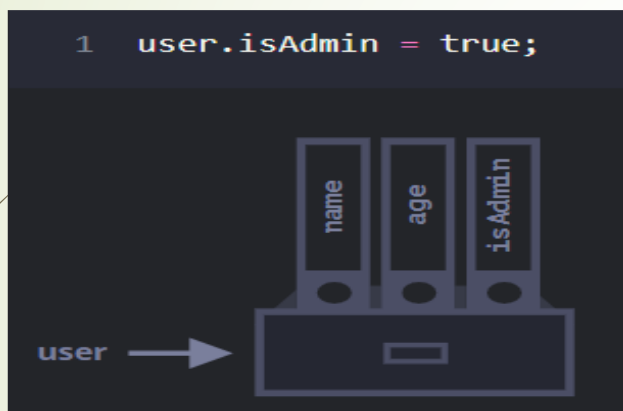 1 user.isAdmin = true;
name
age
isAdmin
user